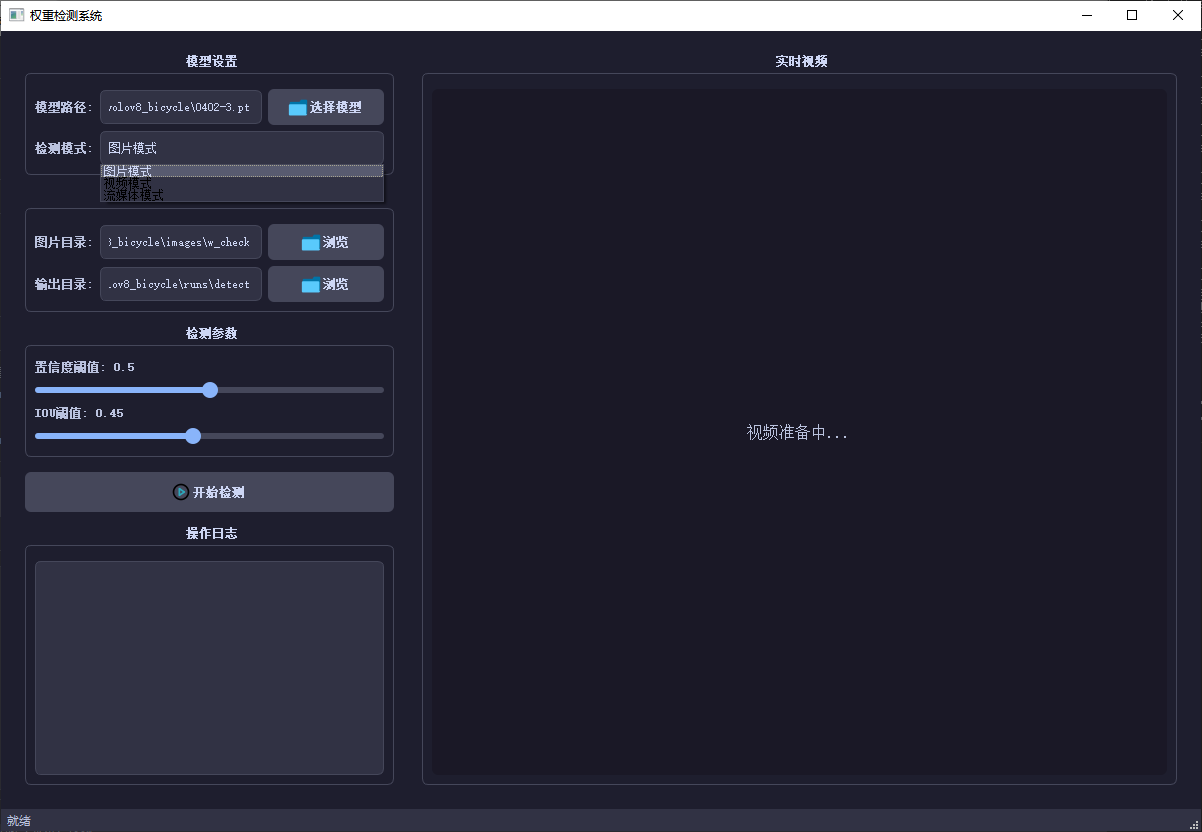 权重检测系统
模型设置
模型路径: yolov8_bicycle\0402-3.pt 选择模型
检测模式: 图片模式
图片模式
视频模式
流媒体模式
图片目录: 8_bicycle\images\w_check 浏览
输出目录: .ov8_bicycle\runs\detect 浏览
检测参数
置信度阈值: 0.5
IOU阈值: 0.45
开始检测
操作日志
实时视频
视频准备中...
就绪